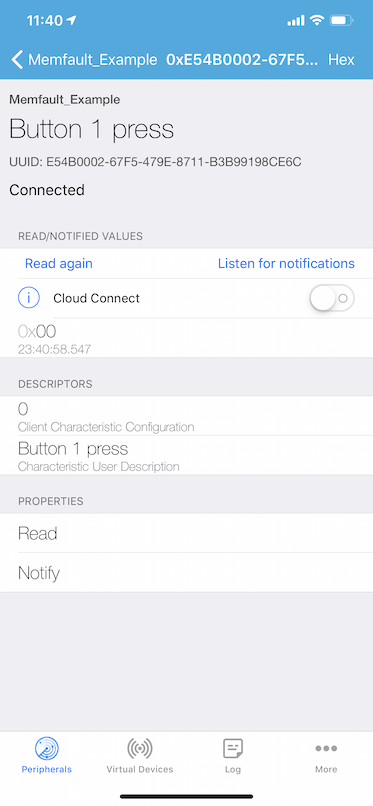 11:40
Memfault_Example 0xE54B0002-67F5... Hex
Memfault_Example
Button 1 press
UUID: E54B0002-67F5-479E-8711-B3B99198CE6C
Connected
READ/NOTIFIED VALUES
Read again Listen for notifications
Cloud Connect
0x00
23:40:58.547
DESCRIPTORS
0
Client Characteristic Configuration
Button 1 press
Characteristic User Description
PROPERTIES
Read
Notify
Peripherals Virtual Devices Log More